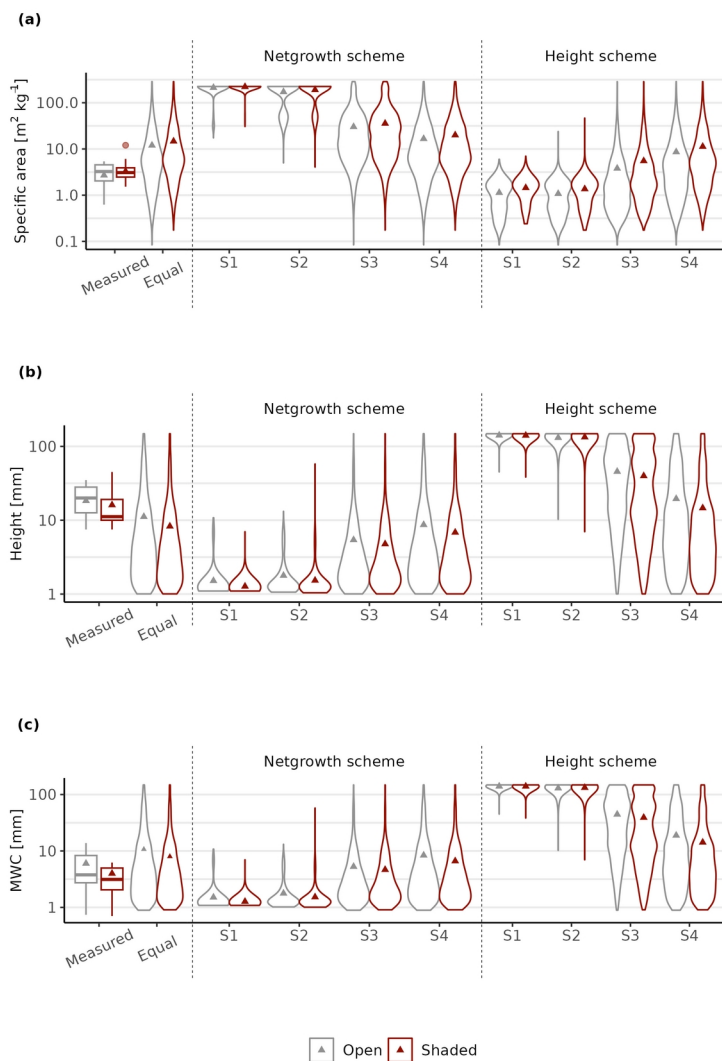 (a)
Netgrowth scheme Height scheme
Specific area [m² kg⁻¹]
100.0
10.0
1.0
0.1
Measured Equal S1 S2 S3 S4 S1 S2 S3 S4
(b)
Netgrowth scheme Height scheme
Height [mm]
100
10
1
Measured Equal S1 S2 S3 S4 S1 S2 S3 S4
(c)
Netgrowth scheme Height scheme
MWC [mm]
100
10
1
Measured Equal S1 S2 S3 S4 S1 S2 S3 S4
Open Shaded